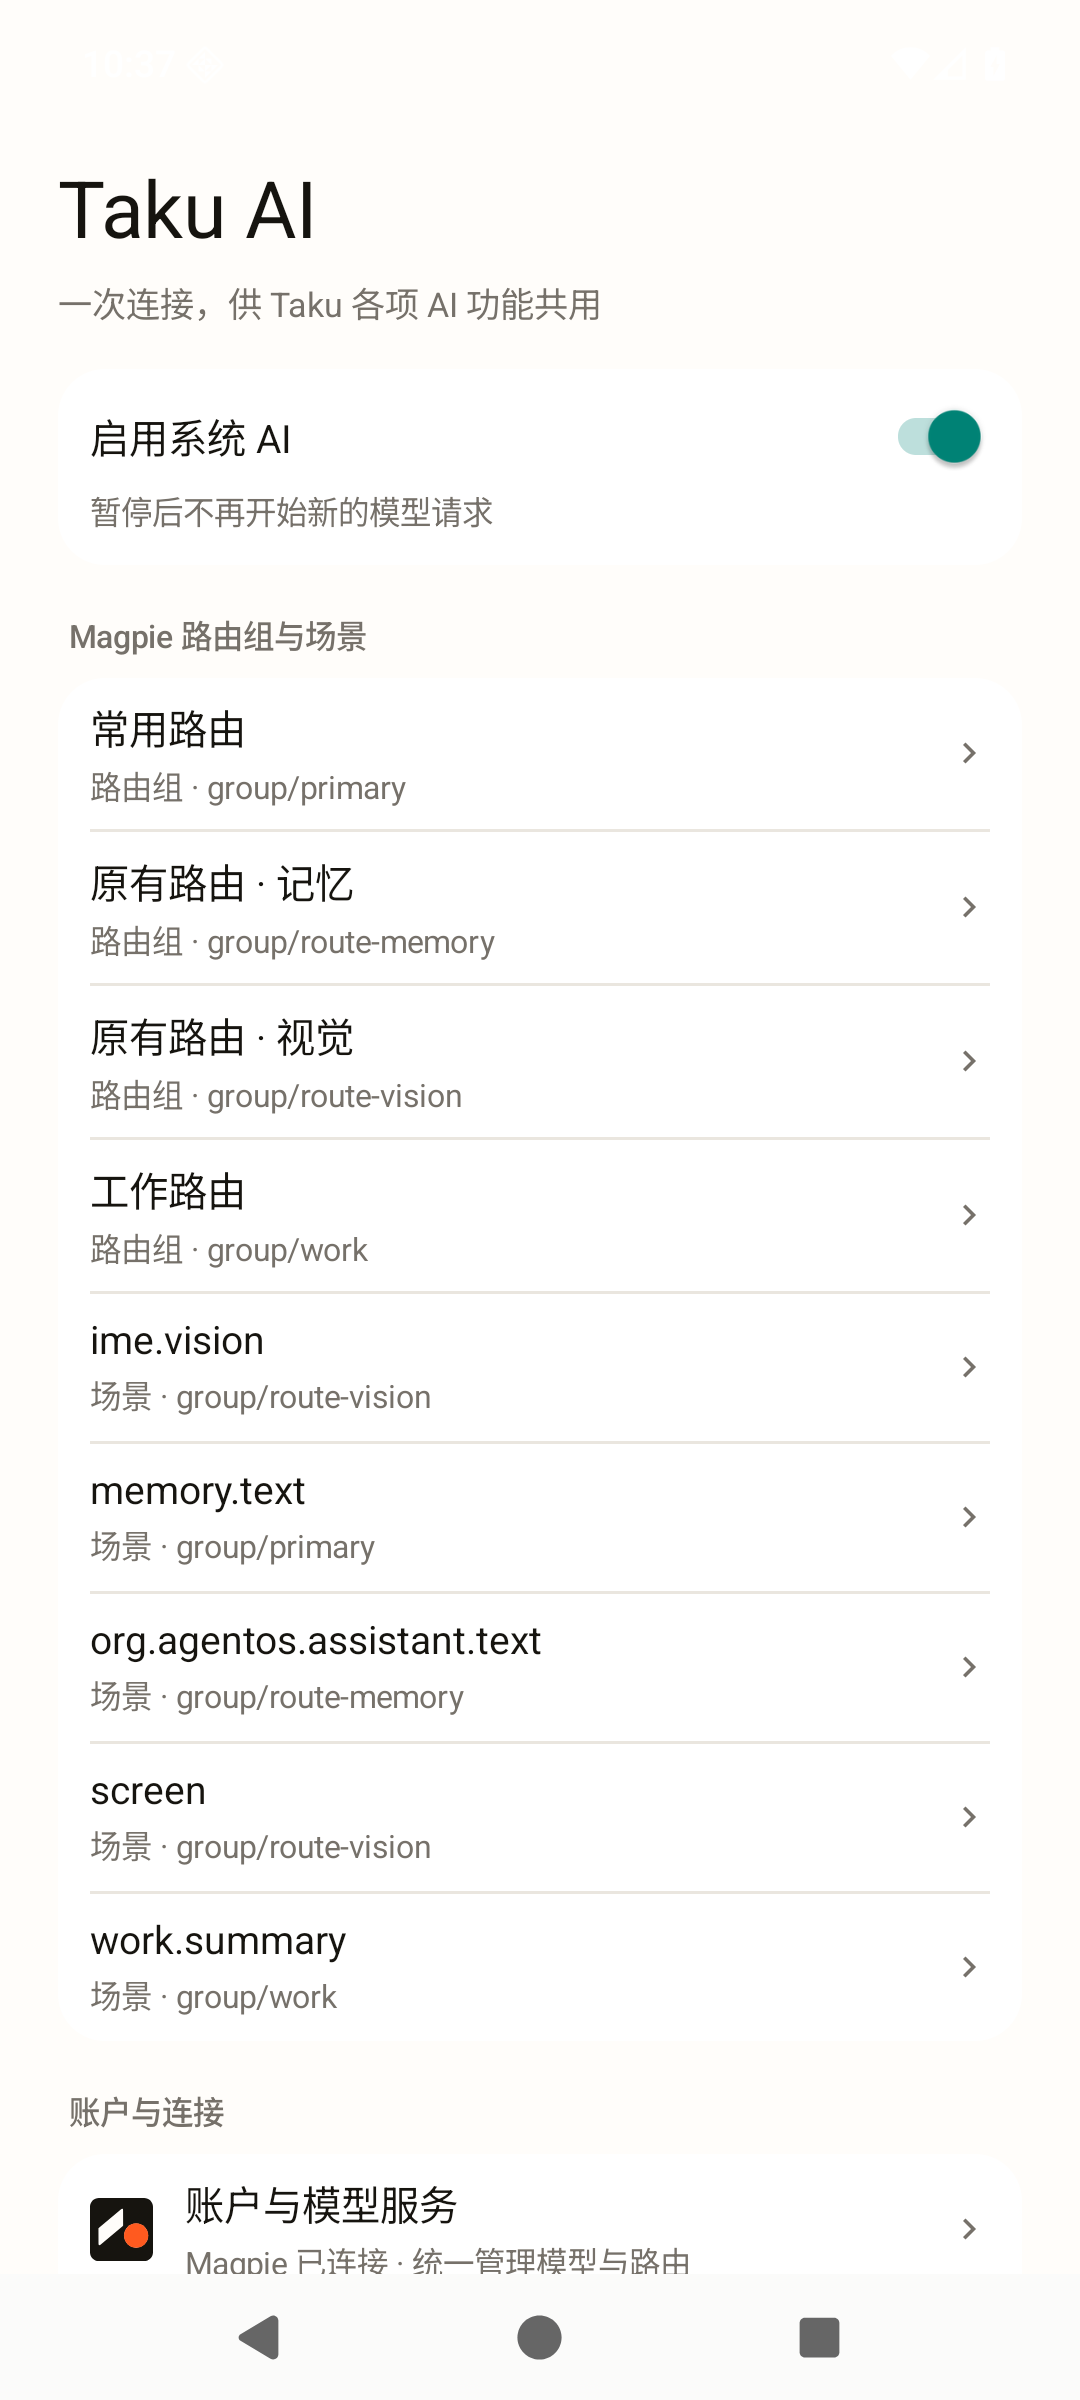 Taku AI
一次连接，供 Taku 各项 AI 功能共用
启用系统 AI
暂停后不再开始新的模型请求
Magpie 路由组与场景
常用路由
路由组 · group/primary
原有路由 · 记忆
路由组 · group/route-memory
原有路由 · 视觉
路由组 · group/route-vision
工作路由
路由组 · group/work
ime.vision
场景 · group/route-vision
memory.text
场景 · group/primary
org.agentos.assistant.text
场景 · group/route-memory
screen
场景 · group/route-vision
work.summary
场景 · group/work
账户与连接
账户与模型服务
Magpie 已连接 · 统一管理模型与路由